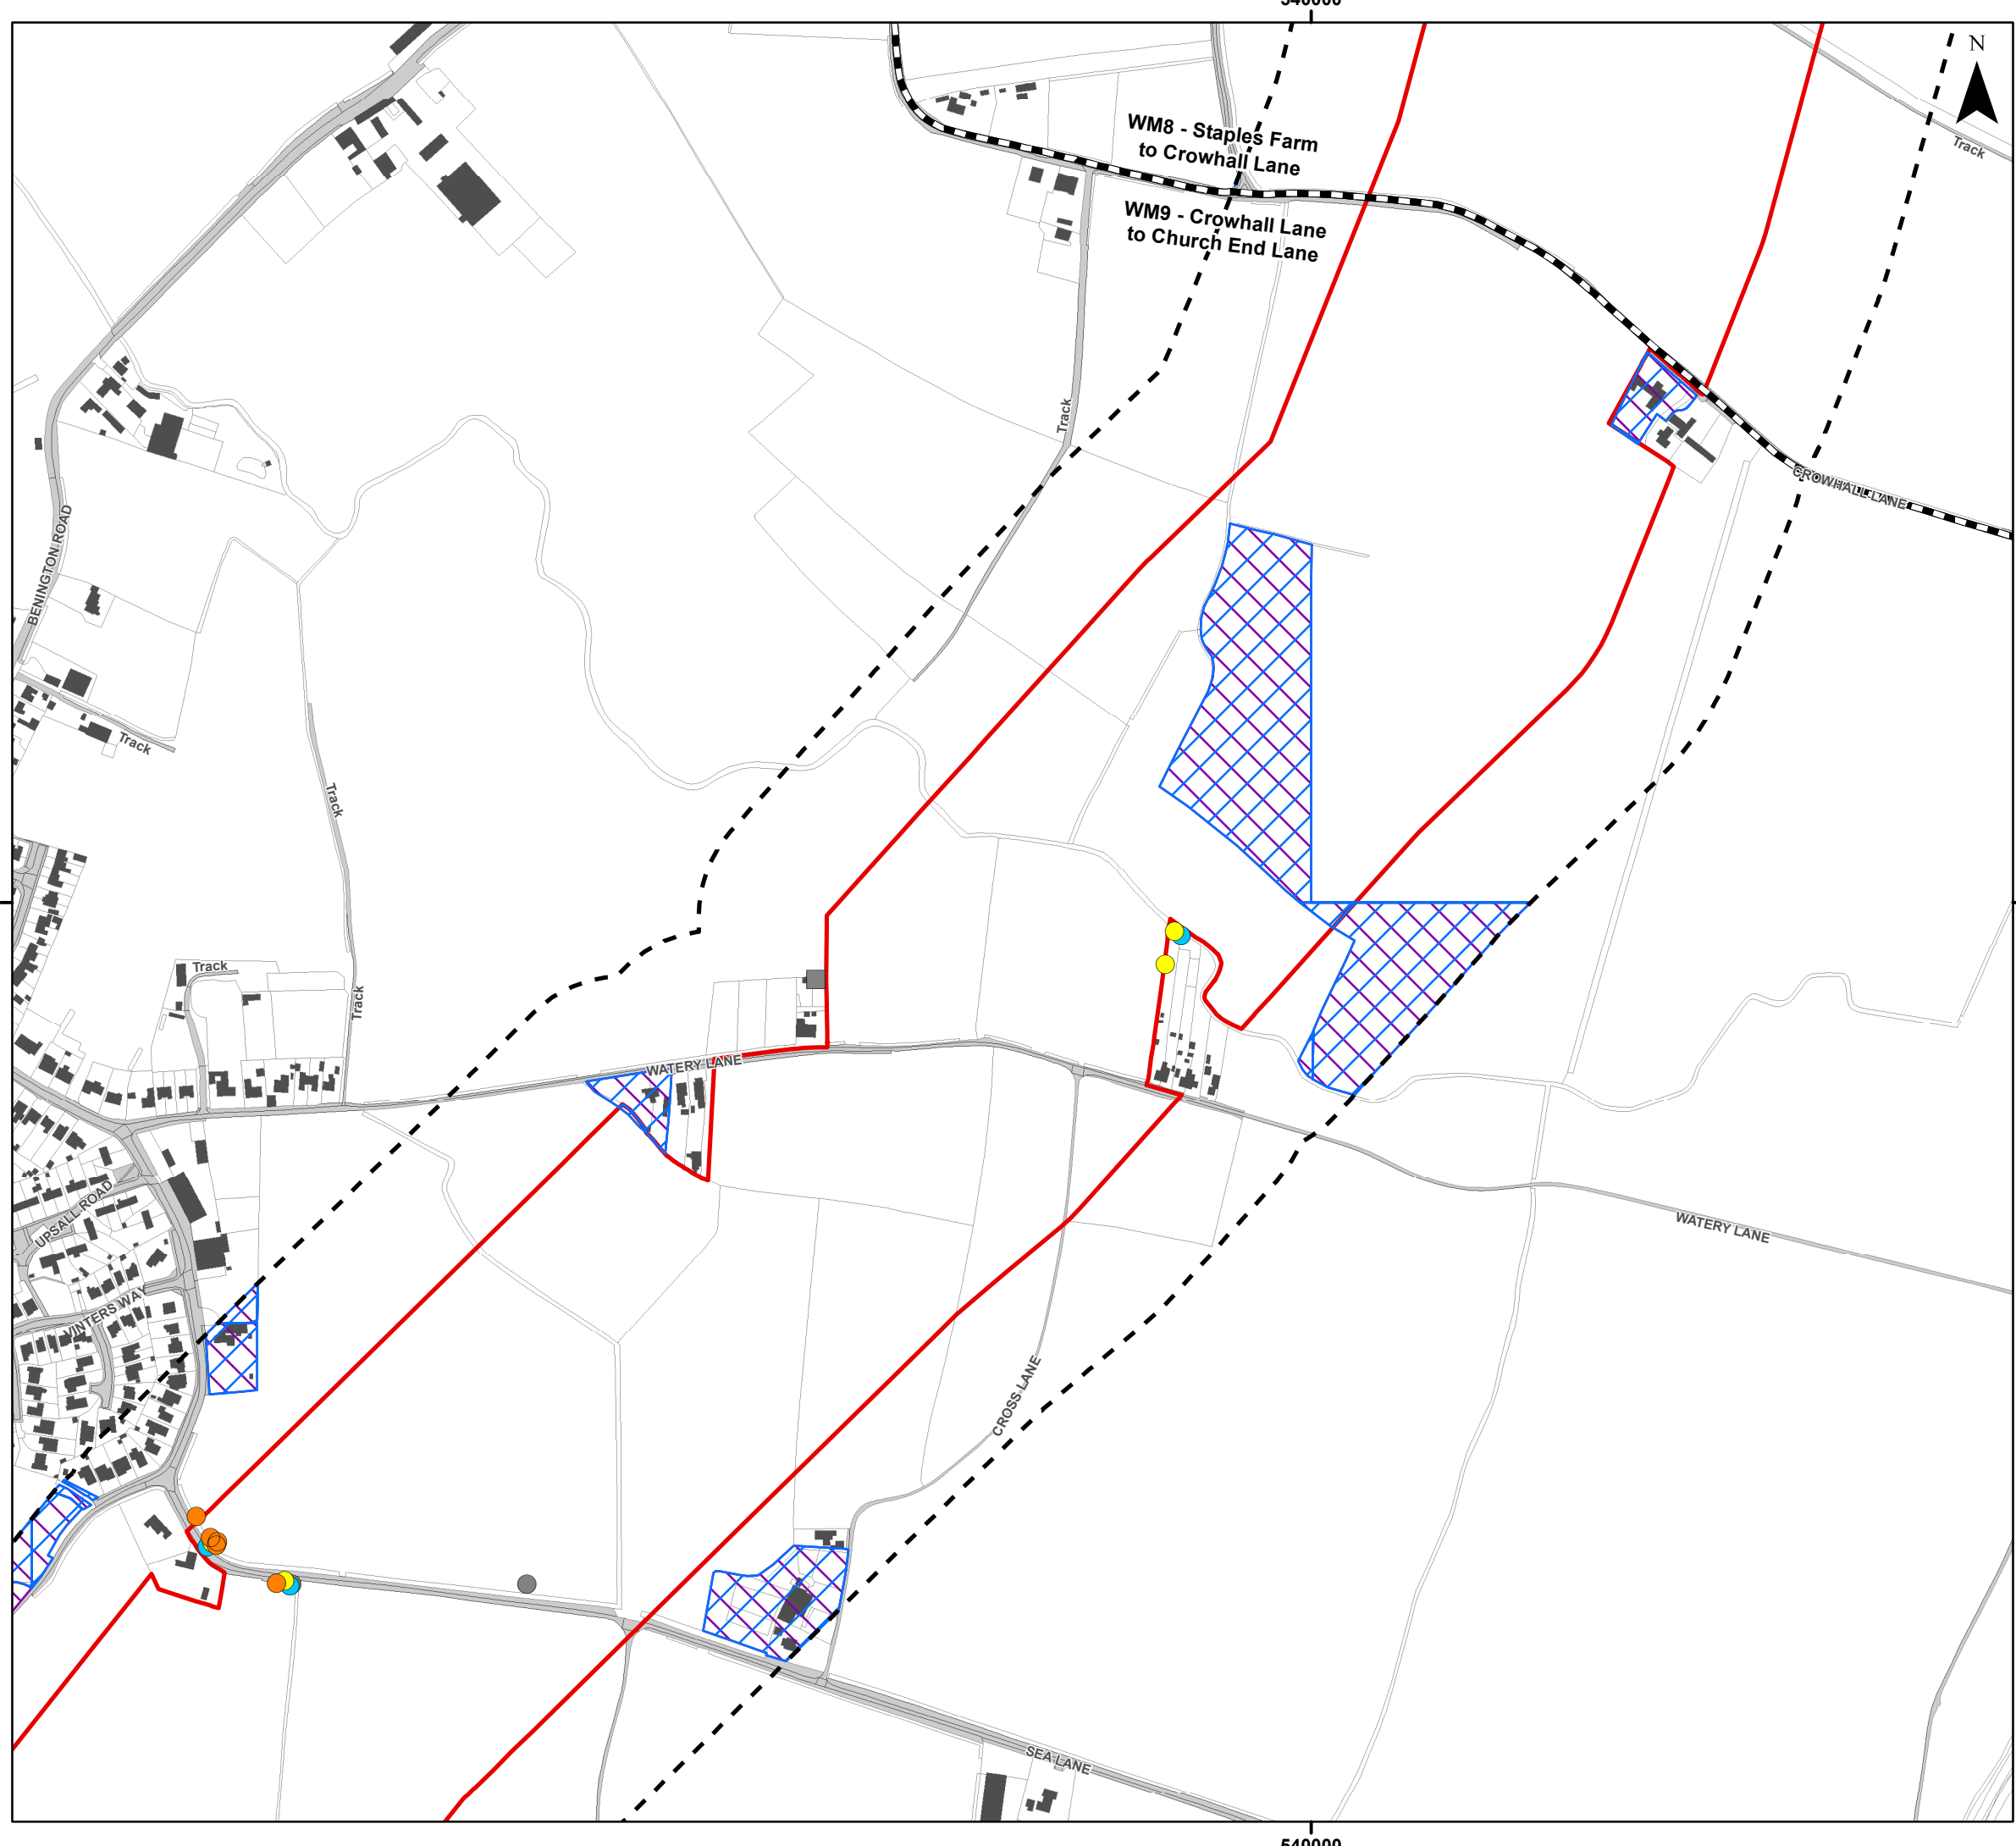 540000
N
WM8 - Staples Farm
to Crowhall Lane
Track
WM9 - Crowhall Lane
to Church End Lane
Track
CROWHALL LANE
BENINGTON ROAD
Track
Track
Track
Track
WATERY LANE
UPSALL ROAD
WATERY LANE
VINTERS WAY
CROSS LANE
SEA LANE
540000